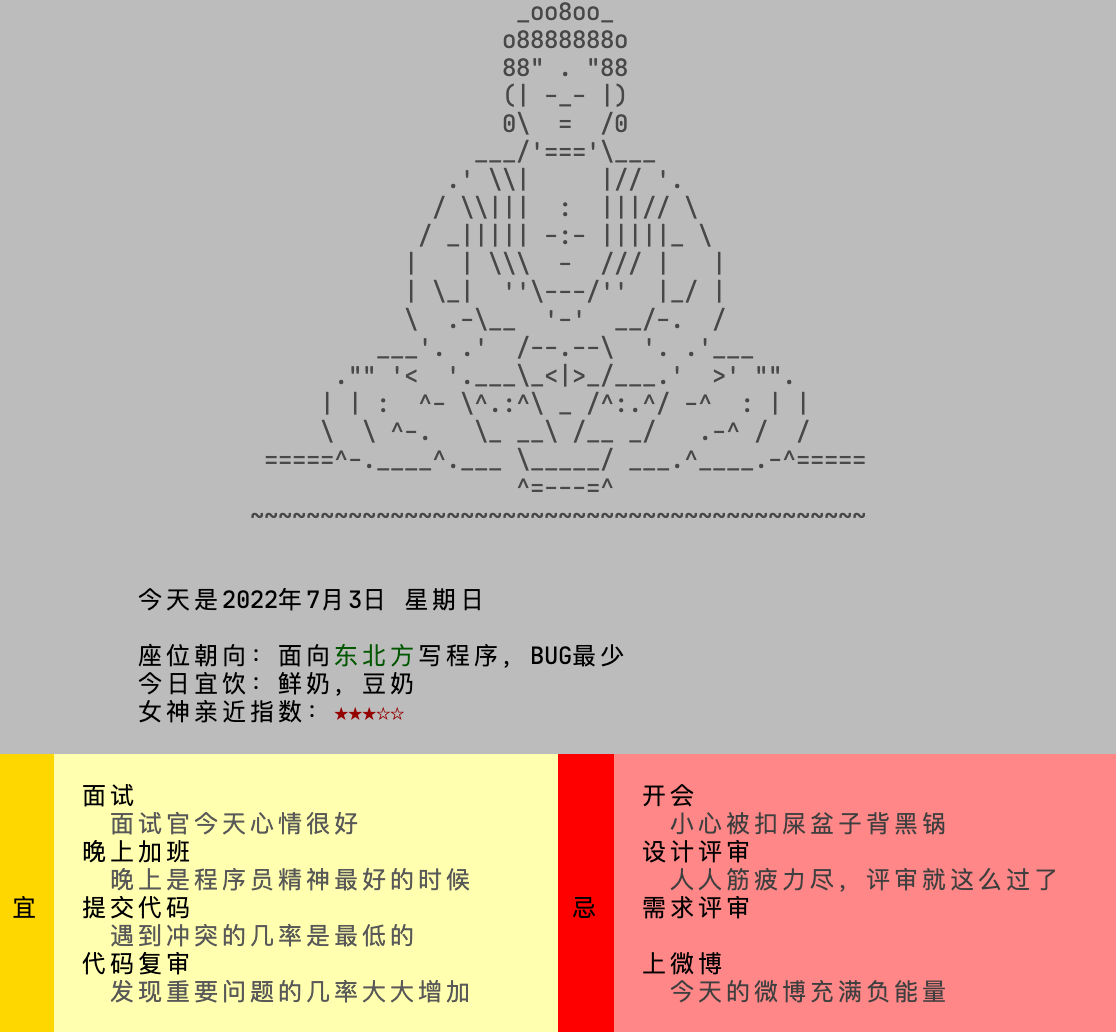 _oo8oo_
                  o8888888o
                  88" . "88
                  (| -_- |)
                  0\  =  /0
                ___/'==='\___
              .' \\|     |// '.
             / \\|||  :  |||// \
            / _||||| -:- |||||_ \
           |   | \\\  -  /// |   |
           | \_|  ''\---/''  |_/ |
           \  .-\__  '-'  __/-.  /
         ___'. .'  /--.--\  '. .'___
      ."" '<  '.___\_<|>_/___.'  >' "".
     | | :  ^- \^.:^\ _ /^:.^/ -^  : | |
     \  \ ^-.   \_ __\ /__ _/   .-^ /  /
 =====^-.____^.___ \_____/ ___.^____.-^=====
                   ^=---=^
~~~~~~~~~~~~~~~~~~~~~~~~~~~~~~~~~~~~~~~~~~~~
今天是2022年7月3日 星期日
座位朝向：面向东北方写程序，BUG最少
今日宜饮：鲜奶，豆奶
女神亲近指数：★★★☆☆
宜
面试
面试官今天心情很好
晚上加班
晚上是程序员精神最好的时候
提交代码
遇到冲突的几率是最低的
代码复审
发现重要问题的几率大大增加
忌
开会
小心被扣屎盆子背黑锅
设计评审
人人筋疲力尽，评审就这么过了
需求评审
上微博
今天的微博充满负能量